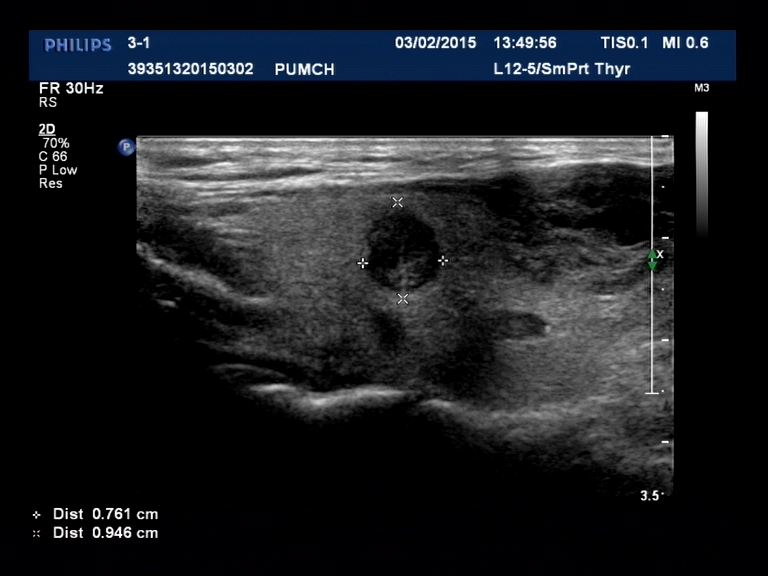 PHILIPS 3-1 03/02/2015 13:49:56 TIS0.1 MI 0.6
39351320150302 PUMCH L12-5/SmPrt Thyr
FR 30Hz
RS
M3
2D
70%
C 66
P Low
Res
P
X
3.5
Dist 0.761 cm
Dist 0.946 cm